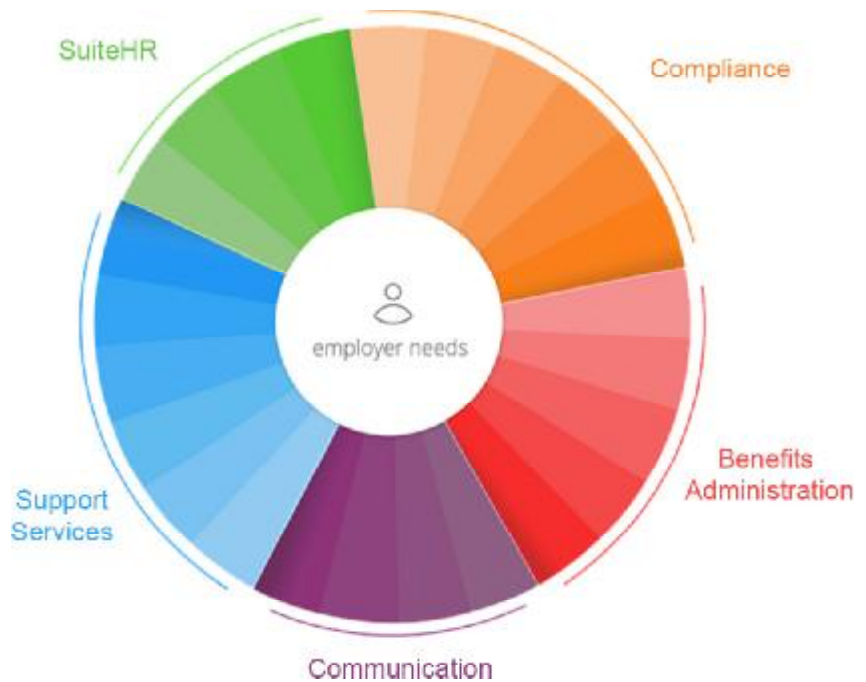 SuiteHR
Compliance
employer needs
Benefits
Administration
Support
Services
Communication